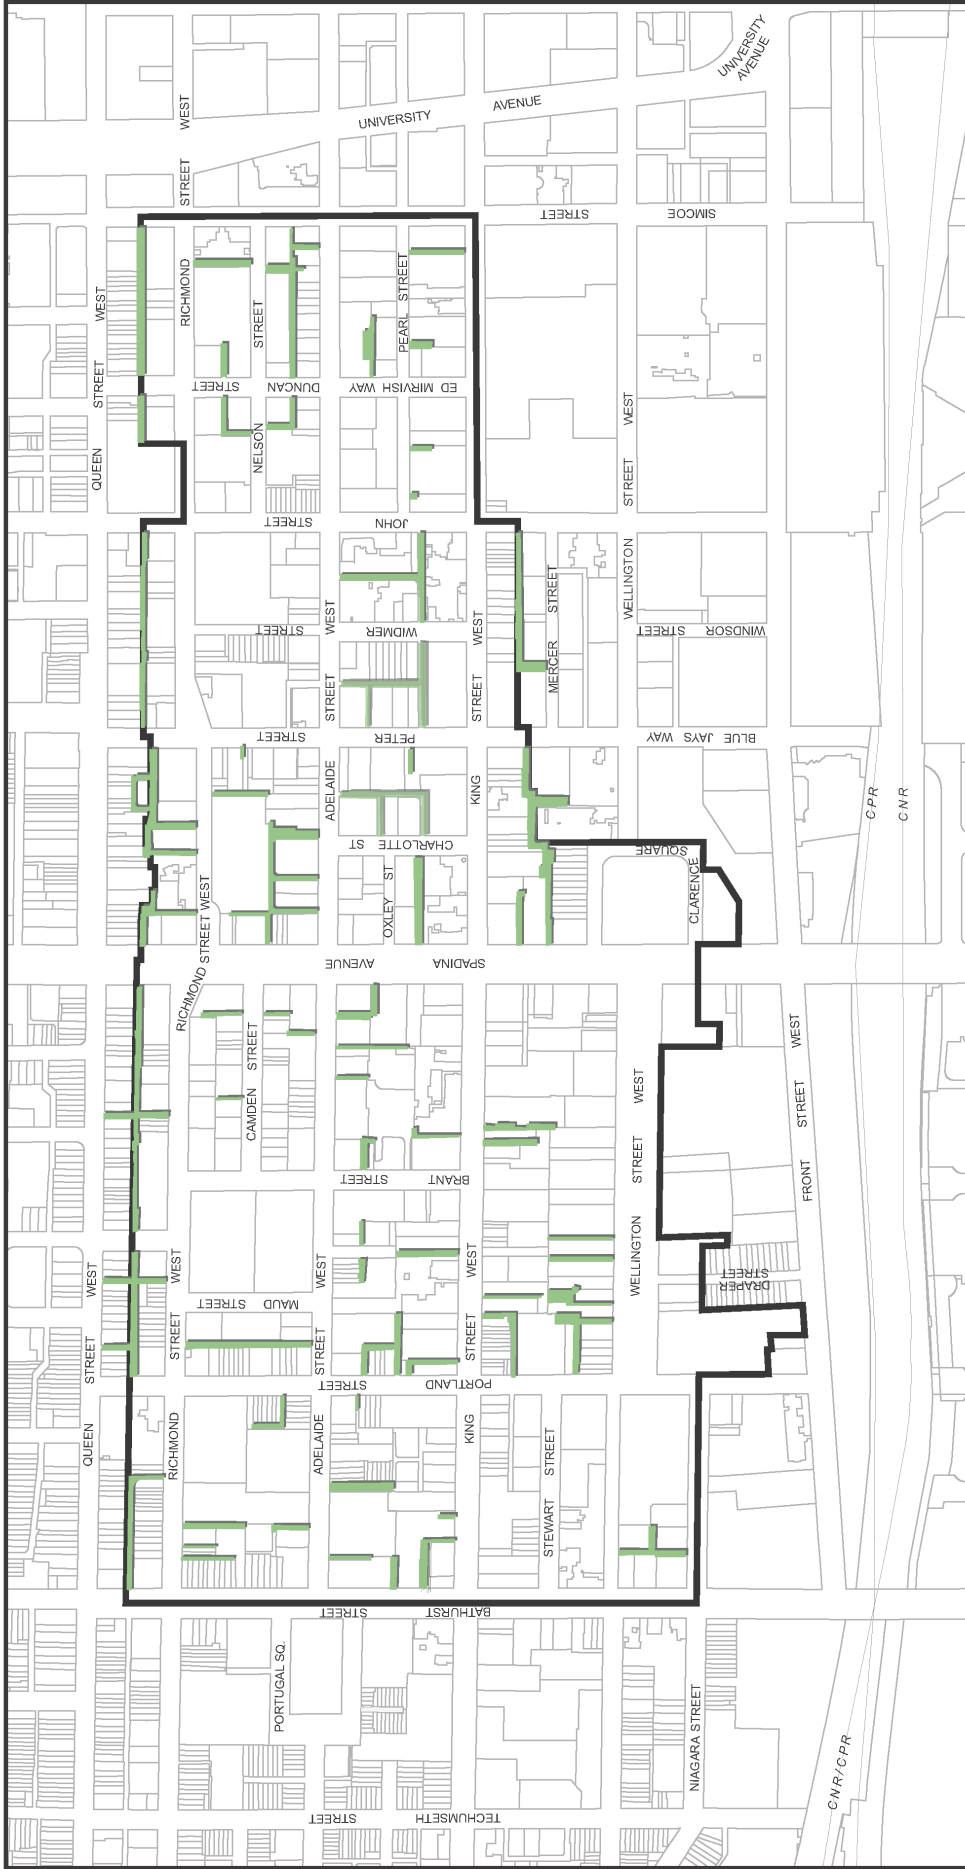 UNIVERSITY
AVENUE
UNIVERSITY
AVENUE
STREET
WEST
STREET
SIMCOE
QUEEN
STREET
WEST
RICHMOND
STREET
STREET
DUNCAN
NELSON
PEARL
STREET
ED MIRVISH WAY
STREET
JOHN
STREET
WEST
WELLINGTON
STREET
WIDMER
STREET
WEST
STREET
WEST
MERCER
STREET
STREET
WINDSOR
STREET
PETER
BLUE JAYS WAY
ADELAIDE
KING
CHARLOTTE ST
SQUARE
CLARENCE
OXLEY ST
RICHMOND STREET WEST
AVENUE
SPADINA
CPR
CNR
CAMDEN
STREET
STREET
BRANT
STREET
WEST
WELLINGTON
FRONT
STREET
WEST
QUEEN
STREET
WEST
RICHMOND
STREET
WEST
MAUD
STREET
ADELAIDE
STREET
WEST
KING
STREET
WEST
DRAPER
STREET
STREET
PORTLAND
STEWART
STREET
STREET
BATHURST
PORTUGAL SQ.
NIAGARA STREET
CNR/CPR
STREET
TECHUMSETH